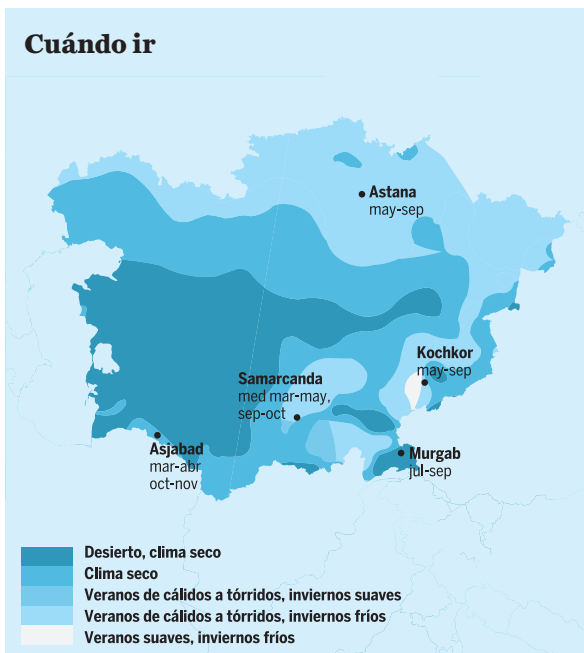 Cuándo ir
Astana
may-sep
Kochkor
may-sep
Samarcanda
med mar-may,
sep-oct
Asjabad
mar-abr
oct-nov
Murgab
jul-sep
Desierto, clima seco
Clima seco
Veranos de cálidos a tórridos, inviernos suaves
Veranos de cálidos a tórridos, inviernos fríos
Veranos suaves, inviernos fríos